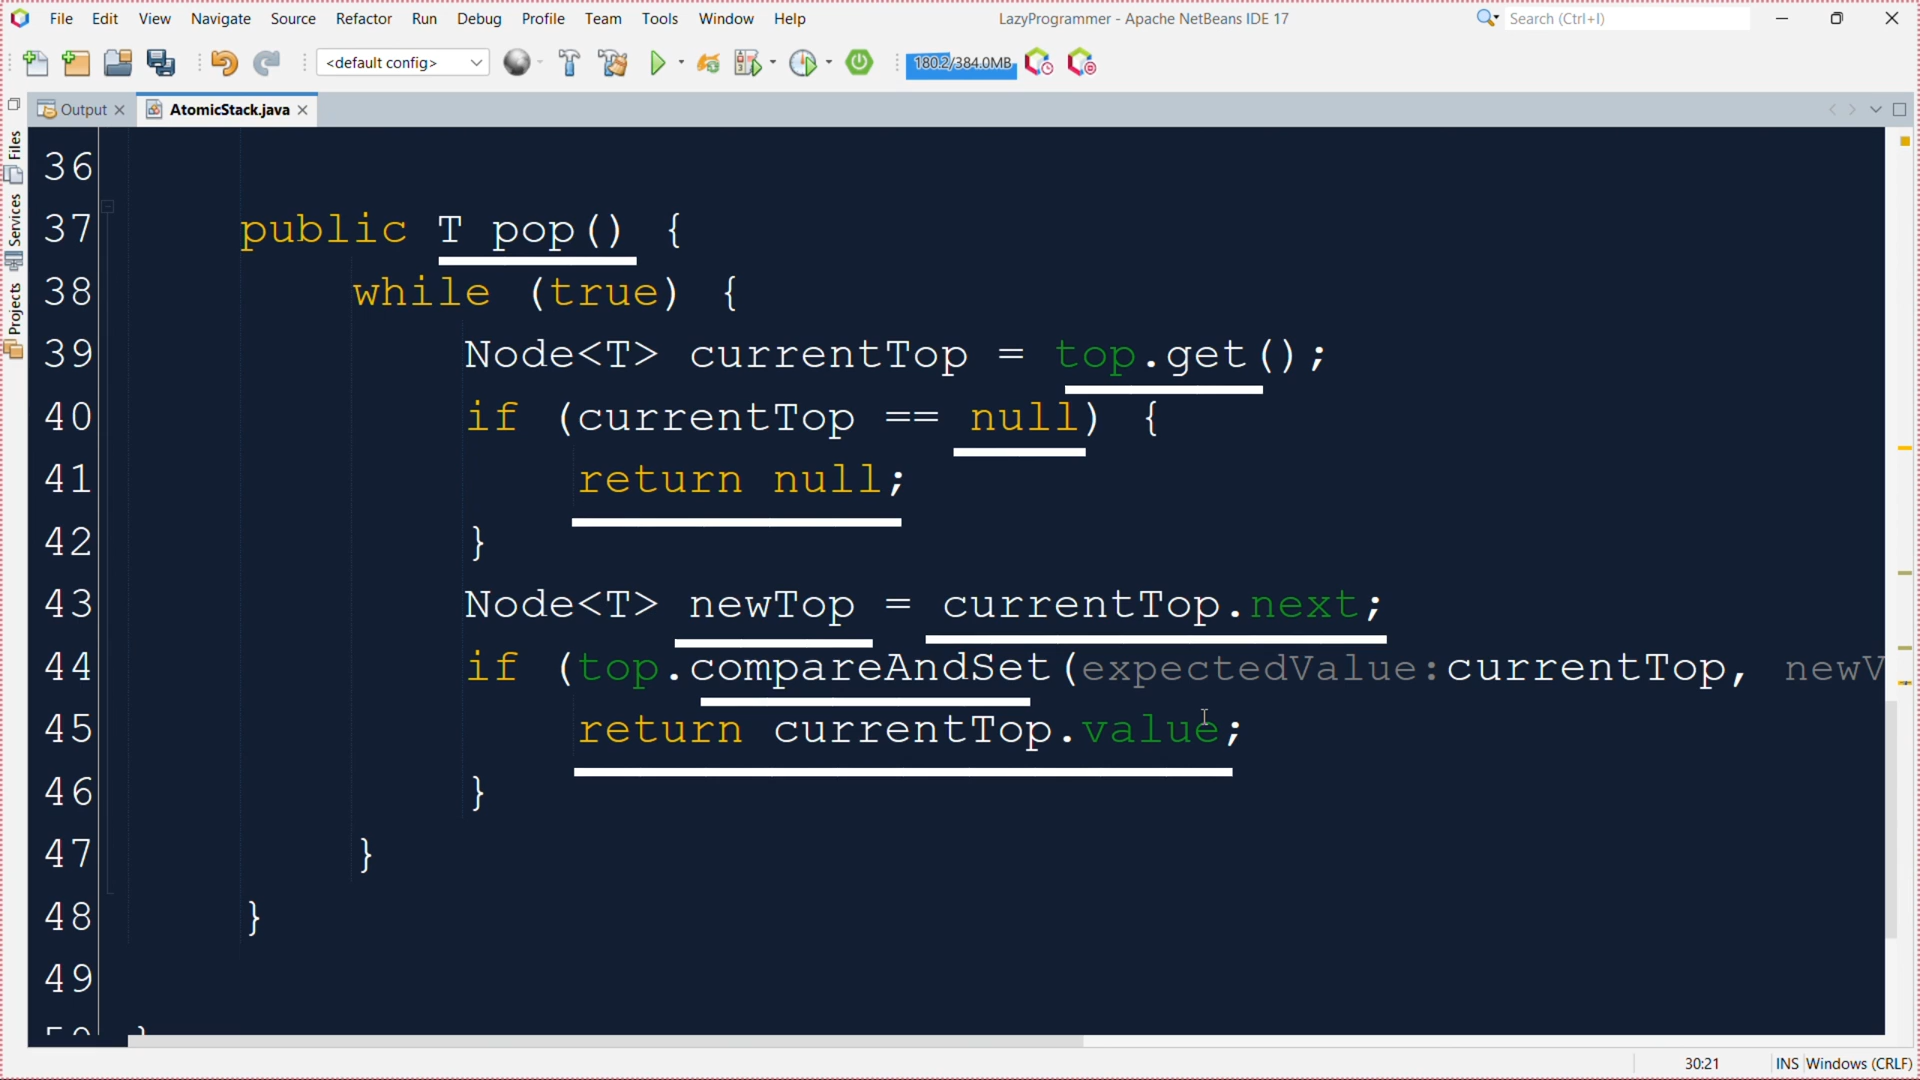 File Edit View Navigate Source Refactor Run Debug Profile Team Tools Window Help
LazyProgrammer - Apache NetBeans IDE 17
Search (Ctrl+I)
<default config>
180.2/384.0MB
Output
AtomicStack.java
Files
Services
Projects
36
37 public T pop() {
38 while (true) {
39 Node<T> currentTop = top.get();
40 if (currentTop == null) {
41 return null;
42 }
43 Node<T> newTop = currentTop.next;
44 if (top.compareAndSet(expectedValue:currentTop, newV
45 return currentTop.value;
46 }
47 }
48 }
49
30:21 INS Windows (CRLF)